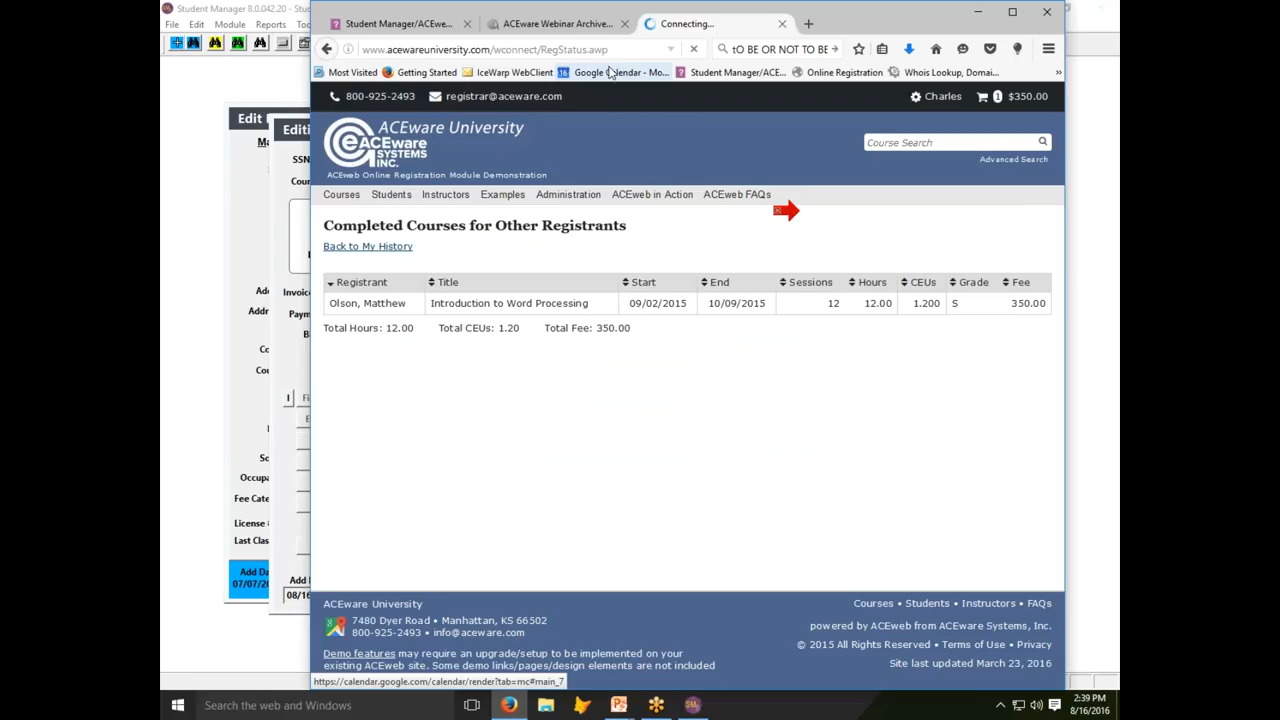 Student Manager 8.0.042.20 - [Student
File Edit Module Reports Too
Edit
Ma
Editi
SSN
Cour
Add
Invoice
Addre
Paym
B
Co
Cou
I Fi
E
So
Occupa
Fee Cate
License #
Last Clas
Add Da
07/07/20
Add
08/16
Student Manager/ACEwe...
ACEware Webinar Archive...
Connecting...
www.acewareuniversity.com/wconnect/RegStatus.awp
tO BE OR NOT TO BE
Most Visited Getting Started IceWarp WebClient Google Calendar - Mo... Student Manager/ACE... Online Registration Whois Lookup, Domai... »
800-925-2493 registrar@aceware.com Charles 1 $350.00
ACEware University
ACEWARE
SYSTEMS
INC.
ACEweb Online Registration Module Demonstration
Course Search
Advanced Search
Courses Students Instructors Examples Administration ACEweb in Action ACEweb FAQs
Completed Courses for Other Registrants
Back to My History
Registrant Title Start End Sessions Hours CEUs Grade Fee
Olson, Matthew Introduction to Word Processing 09/02/2015 10/09/2015 12 12.00 1.200 S 350.00
Total Hours: 12.00 Total CEUs: 1.20 Total Fee: 350.00
ACEware University
7480 Dyer Road • Manhattan, KS 66502
800-925-2493 • info@aceware.com
Demo features may require an upgrade/setup to be implemented on your
existing ACEweb site. Some demo links/pages/design elements are not included
Courses • Students • Instructors • FAQs
powered by ACEweb from ACEware Systems, Inc.
© 2015 All Rights Reserved • Terms of Use • Privacy
Site last updated March 23, 2016
https://calendar.google.com/calendar/render?tab=mc#main_7
Search the web and Windows
2:39 PM
8/16/2016